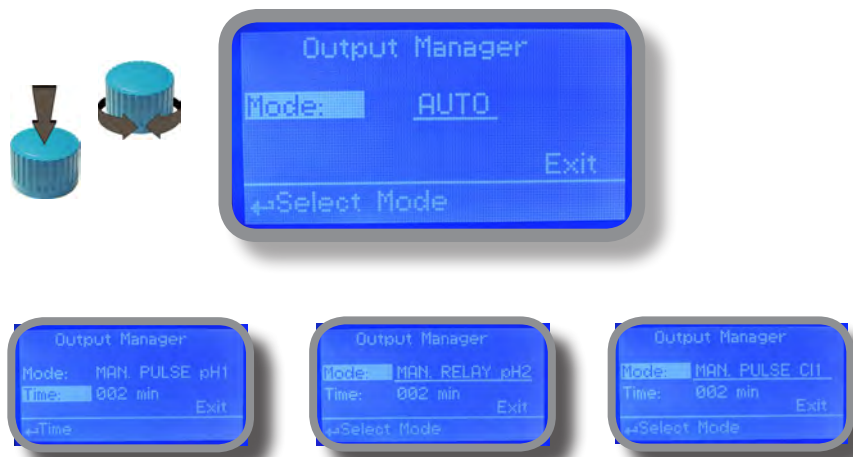 Output Manager
Mode: AUTO
Exit
↵Select Mode
Output Manager
Mode: MAN. PULSE pH1
Time: 002 min
Exit
↵Time
Output Manager
Mode: MAN. RELAY pH2
Time: 002 min
Exit
↵Select Mode
Output Manager
Mode: MAN. PULSE Cl1
Time: 002 min
Exit
↵Select Mode